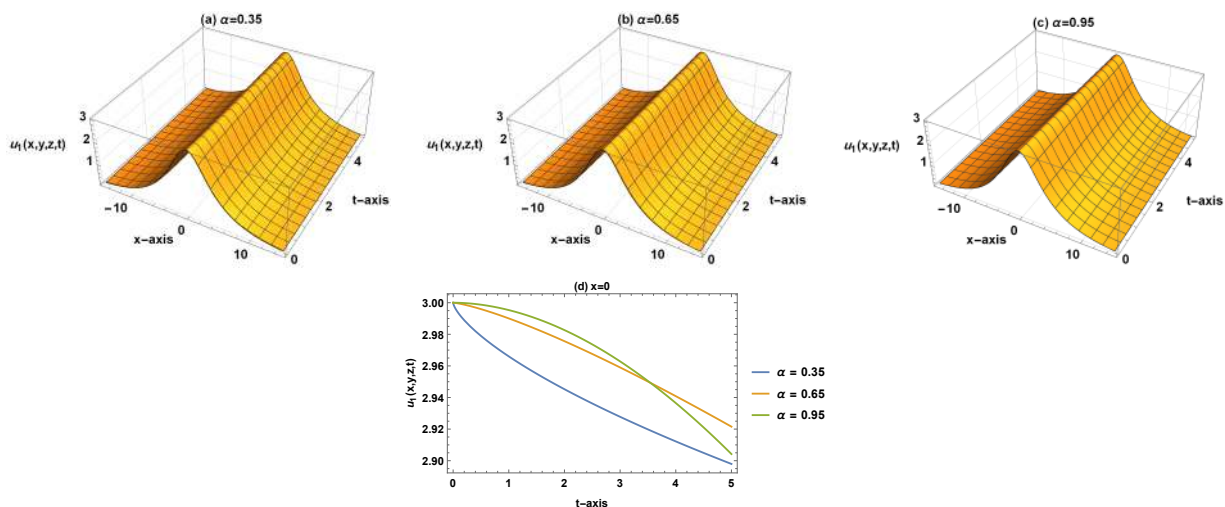 (a) α=0.35
3
2
1
u₁(x,y,z,t)
−10
0
10
x−axis
0
2
4
t−axis
(b) α=0.65
3
2
1
u₁(x,y,z,t)
−10
0
10
x−axis
0
2
4
t−axis
(c) α=0.95
3
2
1
u₁(x,y,z,t)
−10
0
10
x−axis
0
2
4
t−axis
(d) x=0
3.00
2.98
2.96
2.94
2.92
2.90
u₁(x,y,z,t)
0 1 2 3 4 5
t−axis
α = 0.35
α = 0.65
α = 0.95